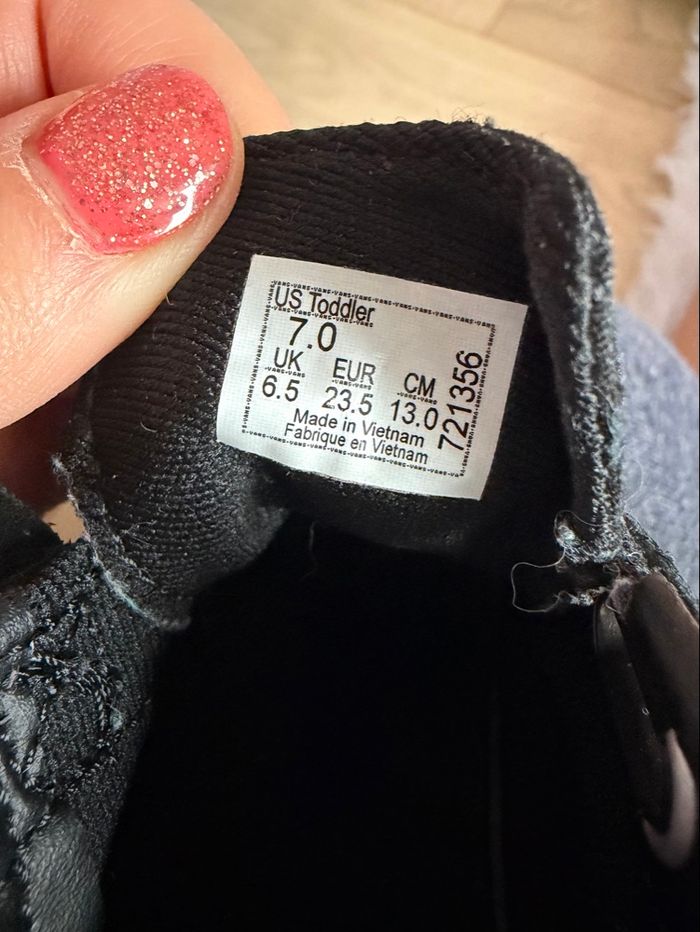 US Toddler
7.0
UK EUR CM
6.5 23.5 13.0
Made in Vietnam
Fabrique en Vietnam
721356
VANS